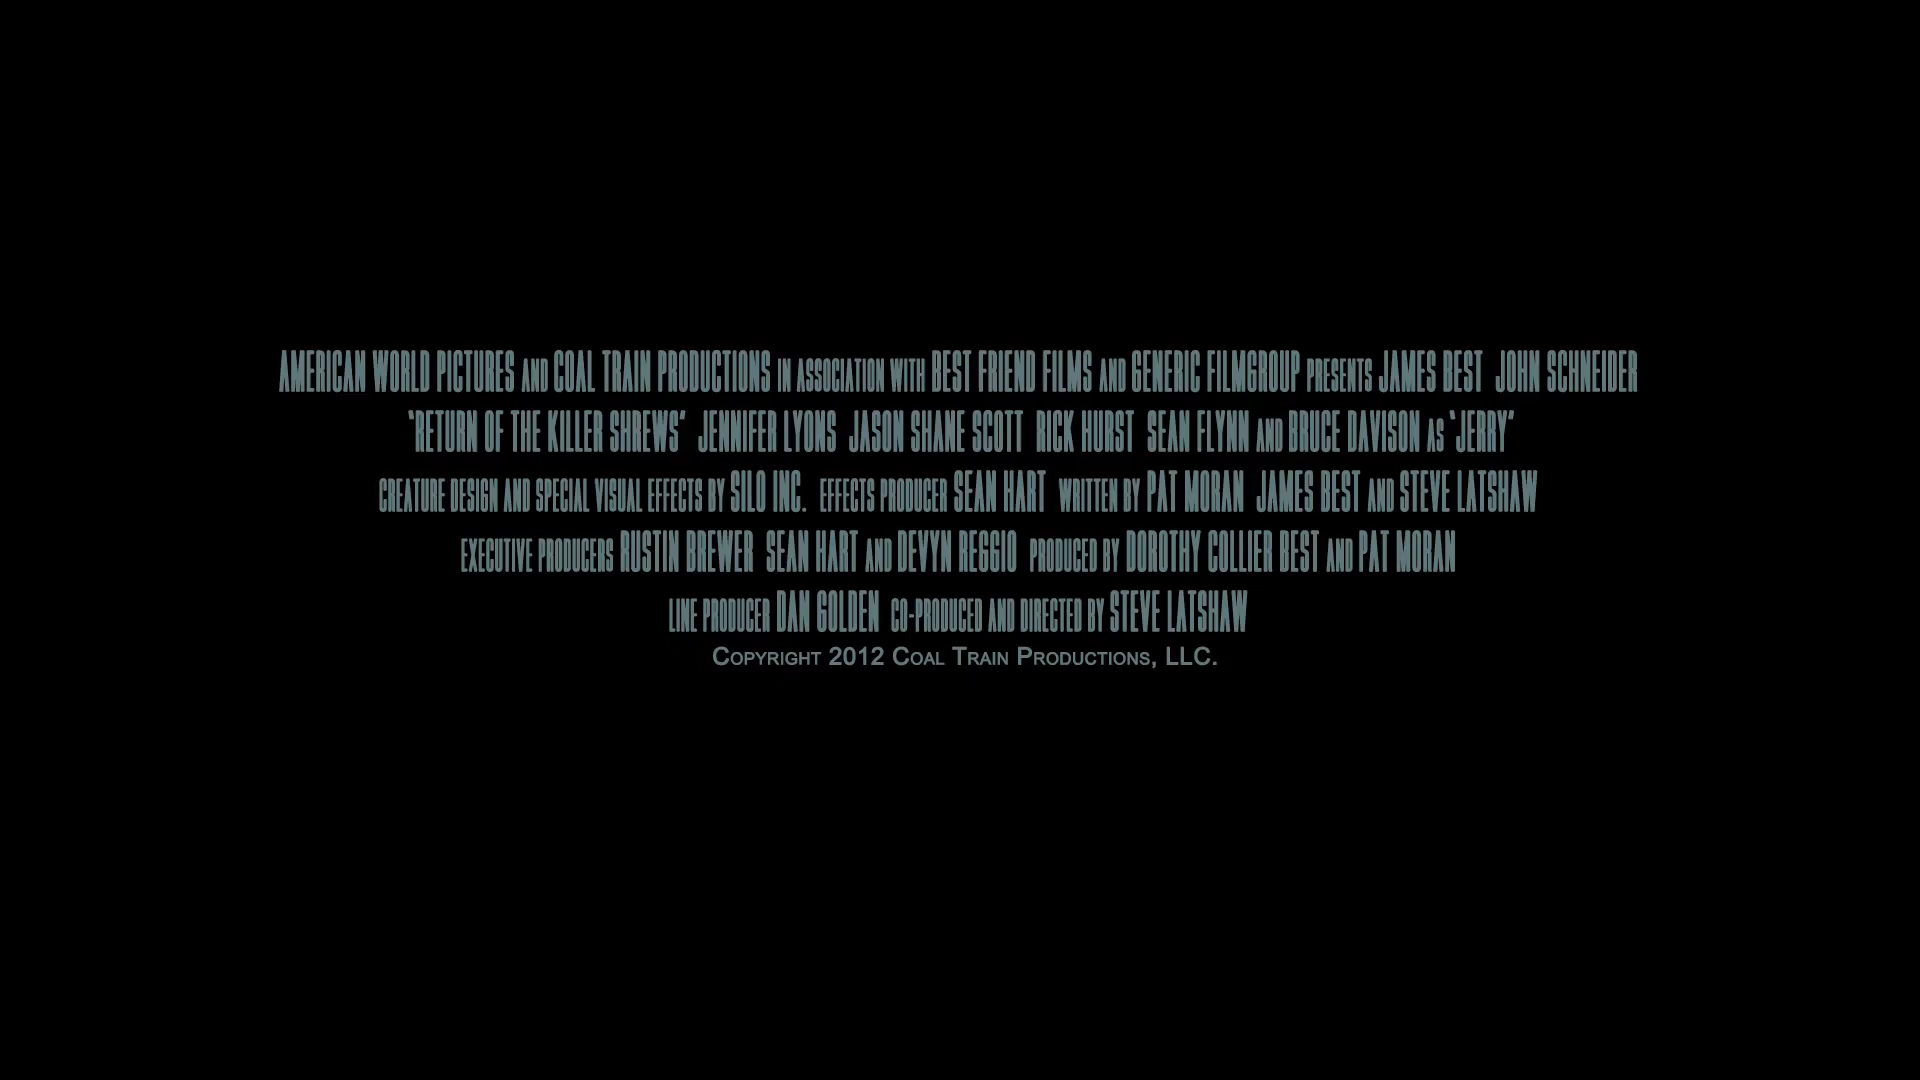 AMERICAN WORLD PICTURES AND COAL TRAIN PRODUCTIONS IN ASSOCIATION WITH BEST FRIEND FILMS AND GENERIC FILMGROUP PRESENTS JAMES BEST JOHN SCHNEIDER
"RETURN OF THE KILLER SHREWS" JENNIFER LYONS JASON SHANE SCOTT RICK HURST SEAN FLYNN AND BRUCE DAVISON AS "JERRY"
CREATURE DESIGN AND SPECIAL VISUAL EFFECTS BY SILO INC. EFFECTS PRODUCER SEAN HART WRITTEN BY PAT MORAN JAMES BEST AND STEVE LATSHAW
EXECUTIVE PRODUCERS RUSTIN BREWER SEAN HART AND DEVYN REGGIO PRODUCED BY DOROTHY COLLIER BEST AND PAT MORAN
LINE PRODUCER DAN GOLDEN CO-PRODUCED AND DIRECTED BY STEVE LATSHAW
COPYRIGHT 2012 COAL TRAIN PRODUCTIONS, LLC.